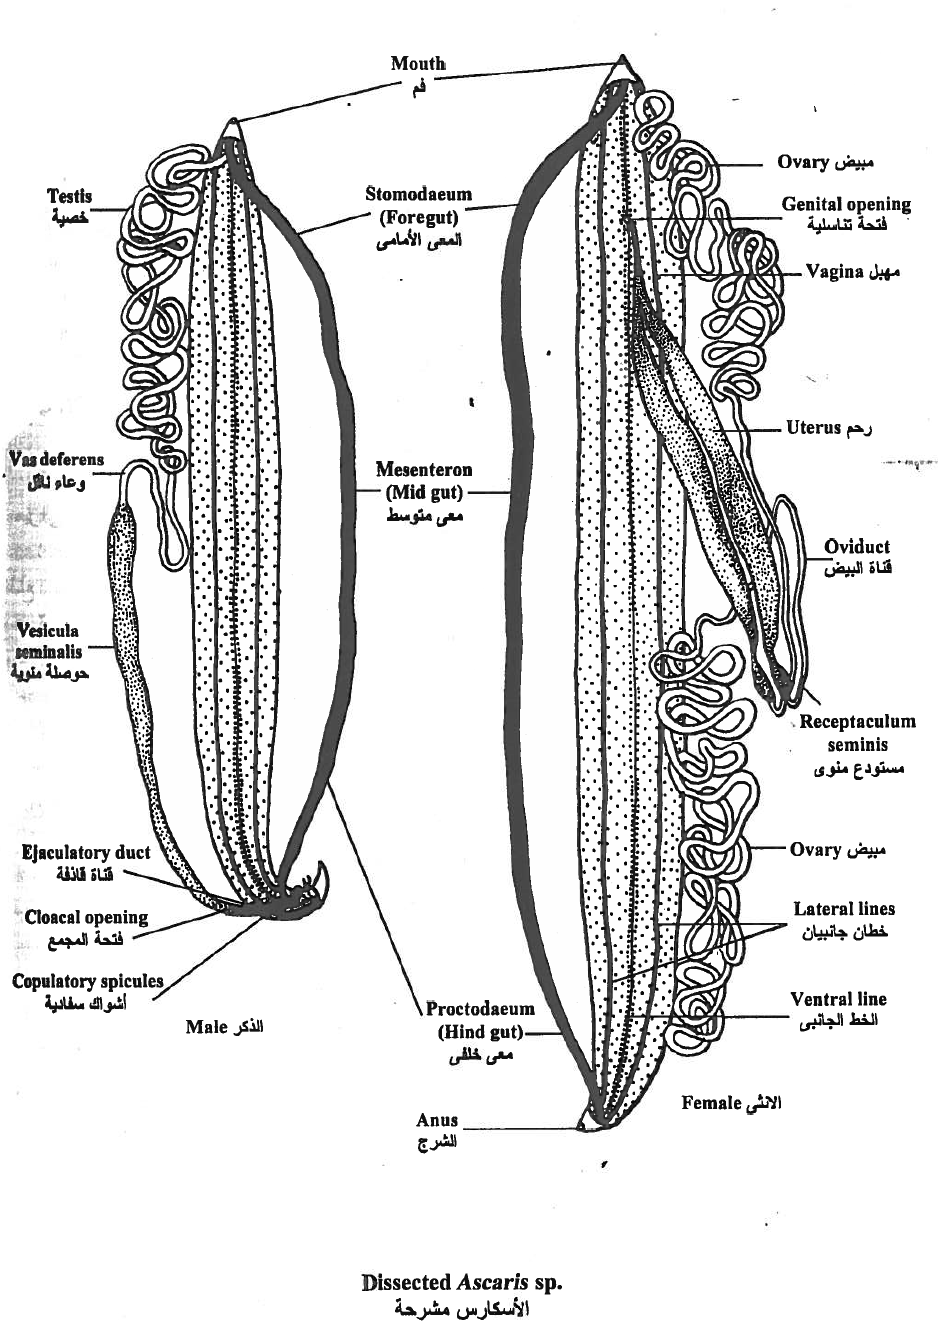 Mouth
فم
Testis
خصية
Stomodaeum
(Foregut)
المعى الأمامى
Ovary مبيض
Genital opening
فتحة تناسلية
Vagina مهبل
Uterus رحم
Vas deferens
وعاء ناقل
Mesenteron
(Mid gut)
معى متوسط
Oviduct
قناة البيض
Vesicula
seminalis
حوصلة منوية
Receptaculum
seminis
مستودع منوى
Ejaculatory duct
قناة قاذفة
Ovary مبيض
Cloacal opening
فتحة المجمع
Lateral lines
خطان جانبيان
Copulatory spicules
أشواك سفادية
Male الذكر
Proctodaeum
(Hind gut)
معى خلفى
Ventral line
الخط الجانبى
Female الانثي
Anus
الشرج
Dissected Ascaris sp.
الأسكارس مشرحة